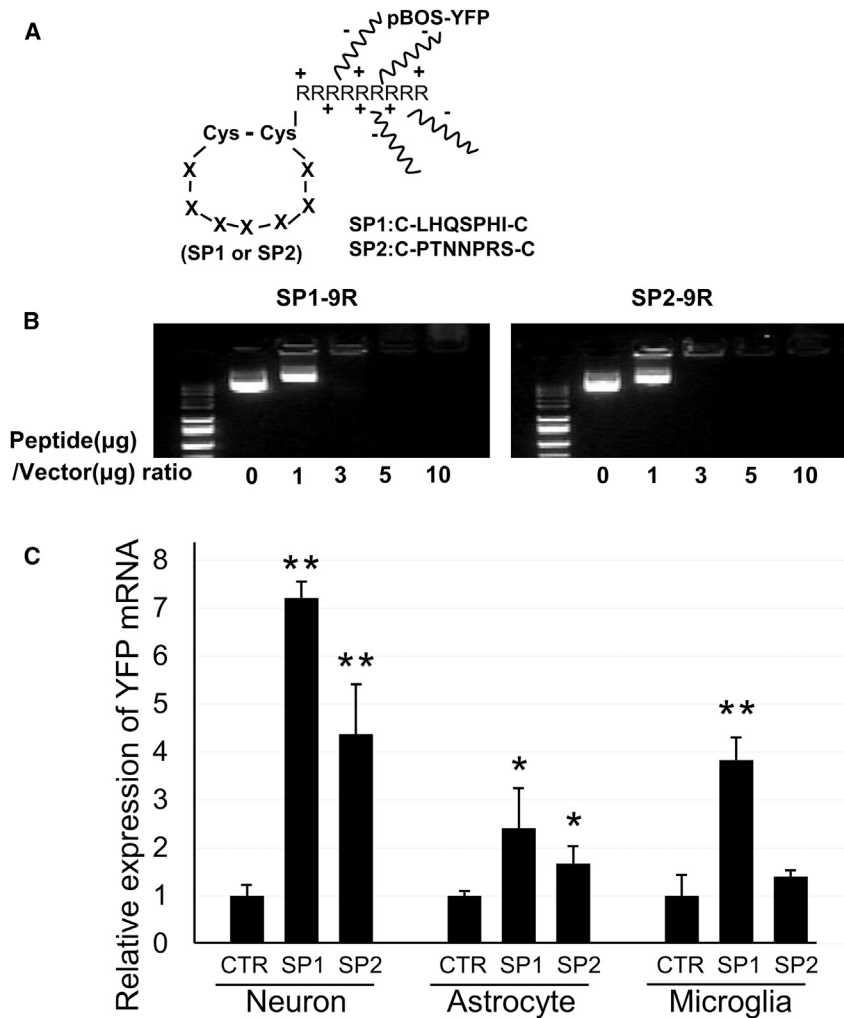 A
pBOS-YFP
- -
+ + +
RRRRRRRRR
+ + +
- -
Cys - Cys
X X
X X
X X X
(SP1 or SP2)
SP1:C-LHQSPHI-C
SP2:C-PTNNPRS-C
B
SP1-9R
SP2-9R
Peptide(µg)
/Vector(µg) ratio
0 1 3 5 10
0 1 3 5 10
C
Relative expression of YFP mRNA
8
7
6
5
4
3
2
1
0
** ** * * **
CTR SP1 SP2 CTR SP1 SP2 CTR SP1 SP2
Neuron Astrocyte Microglia